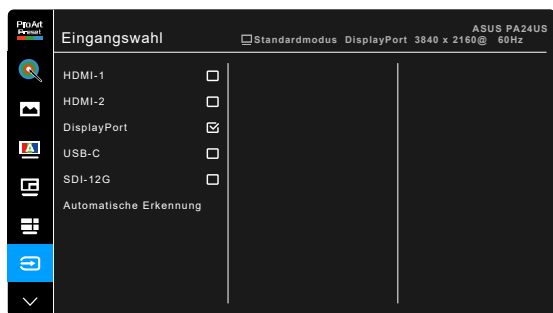 ProArt
Preset
Eingangswahl
ASUS PA24US
Standardmodus DisplayPort 3840 x 2160@ 60Hz
HDMI-1
HDMI-2
DisplayPort
USB-C
SDI-12G
Automatische Erkennung